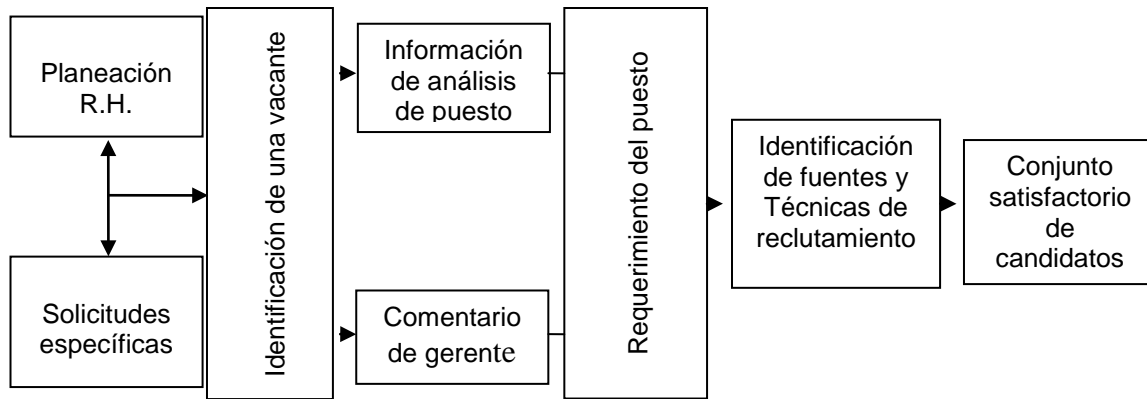 Planeación
R.H.
Solicitudes
específicas
Identificación de una vacante
Información
de análisis
de puesto
Comentario
de gerente
Requerimiento del puesto
Identificación
de fuentes y
Técnicas de
reclutamiento
Conjunto
satisfactorio
de
candidatos